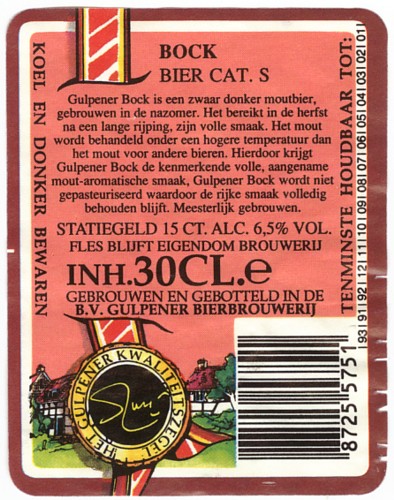 BOCK
BIER CAT. S
Gulpener Bock is een zwaar donker moutbier,
gebrouwen in de nazomer. Het bereikt in de herfst
na een lange rijping, zijn volle smaak. Het mout
wordt behandeld onder een hogere temperatuur dan
het mout voor andere bieren. Hierdoor krijgt
Gulpener Bock de kenmerkende volle, aangename
mout-aromatische smaak, Gulpener Bock wordt niet
gepasteuriseerd waardoor de rijke smaak volledig
behouden blijft. Meesterlijk gebrouwen.
STATIEGELD 15 CT. ALC. 6,5% VOL.
FLES BLIJFT EIGENDOM BROUWERIJ
INH.30CL.e
GEBROUWEN EN GEBOTTELD IN DE
B.V. GULPENER BIERBROUWERIJ
KOEL EN DONKER BEWAREN
TENMINSTE HOUDBAAR TOT:
93|91|92|12|11|10|09|08|07|06|05|04|03|02|01|
HET GULPENER KWALITEITSZEGEL
8725 5751